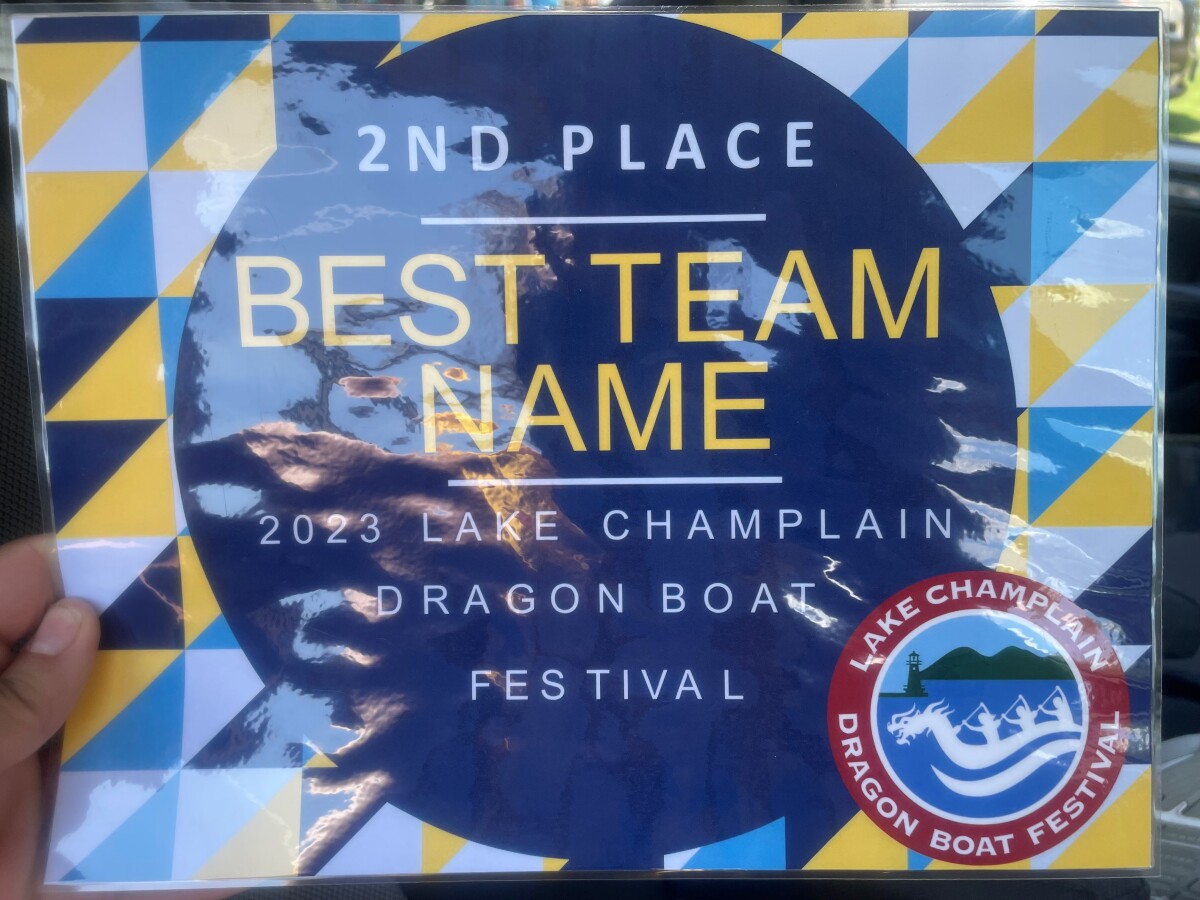 2ND PLACE
BEST TEAM
NAME
2023 LAKE CHAMPLAIN
DRAGON BOAT
FESTIVAL
LAKE CHAMPLAIN
DRAGON BOAT FESTIVAL